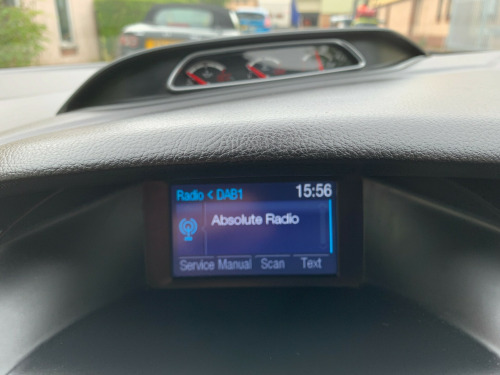 Radio < DAB1 15:56
Absolute Radio
Service Manual Scan Text